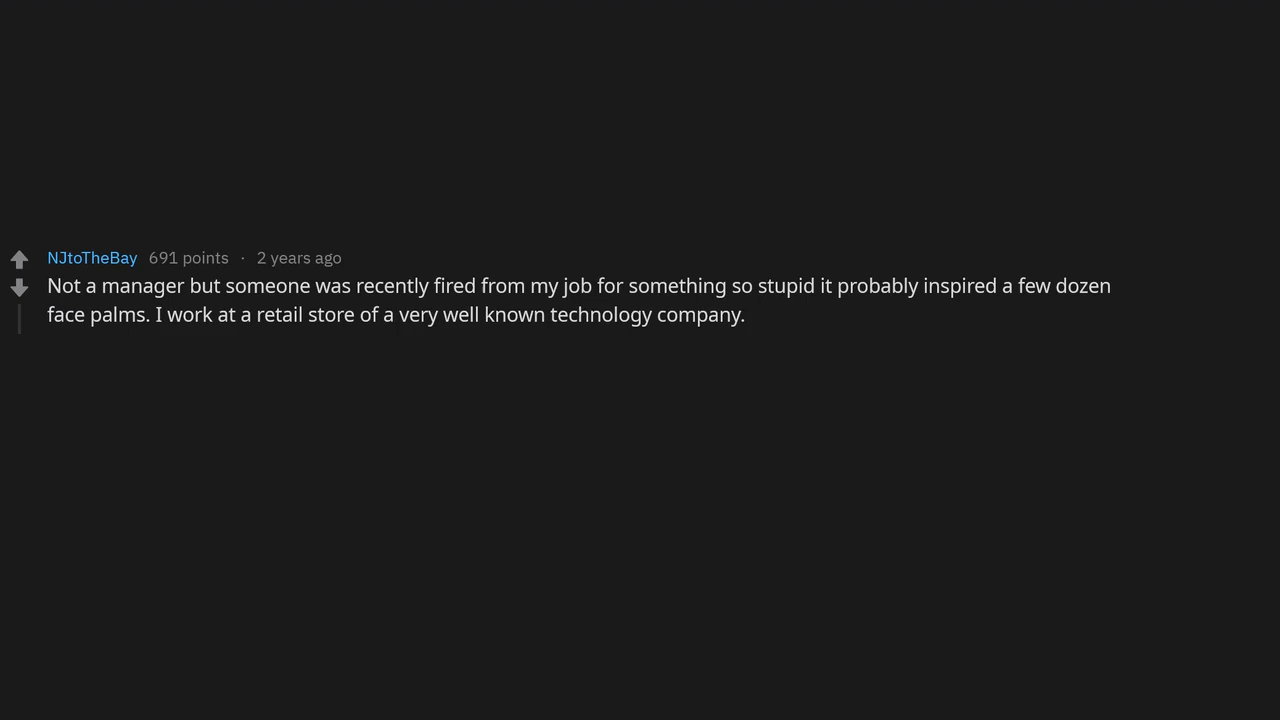 NJtoTheBay 691 points · 2 years ago
Not a manager but someone was recently fired from my job for something so stupid it probably inspired a few dozen
face palms. I work at a retail store of a very well known technology company.